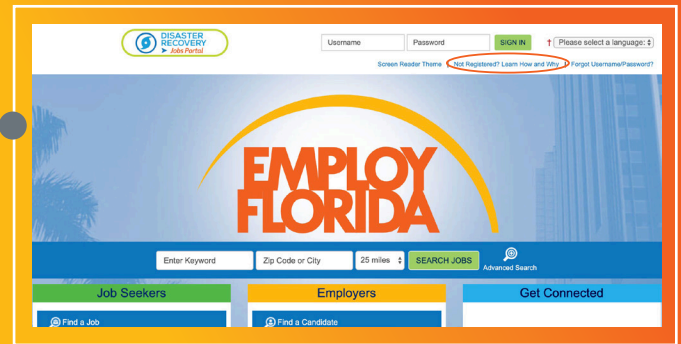 DISASTER
RECOVERY
Jobs Portal
Username Password SIGN IN † Please select a language:
Screen Reader Theme | Not Registered? Learn How and Why | Forgot Username/Password?
EMPLOY
FLORIDA
Enter Keyword Zip Code or City 25 miles SEARCH JOBS Advanced Search
Job Seekers Employers Get Connected
Find a Job Find a Candidate